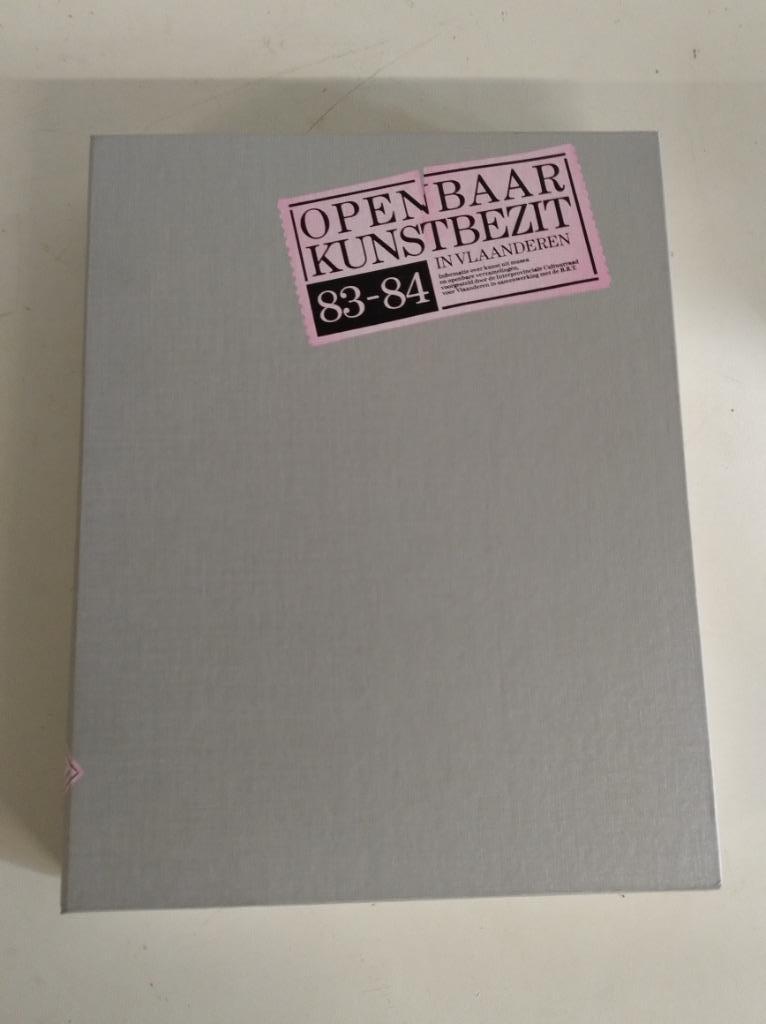 OPENBAAR
KUNSTBEZIT
IN VLAANDEREN
83-84
Informatie over kunst uit musea
en openbare verzamelingen,
voorgesteld door de Interprovinciale Cultuurraad
voor Vlaanderen in samenwerking met de B.R.T.